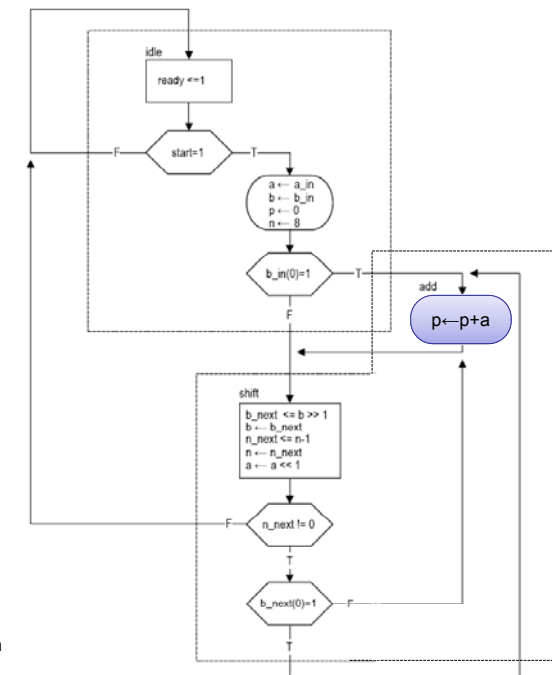 idle
ready <=1
F
start=1
T
a ← a_in
b ← b_in
p ← 0
n ← 8
b_in(0)=1
T
add
F
p←p+a
shift
b_next <= b >> 1
b ← b_next
n_next <= n-1
n ← n_next
a ← a << 1
F
n_next != 0
T
b_next(0)=1
F
T